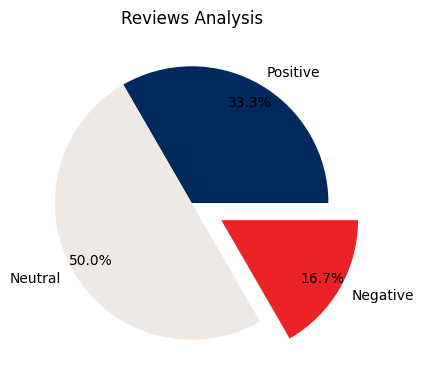 Reviews Analysis
Positive
33.3%
50.0%
Neutral
16.7%
Negative